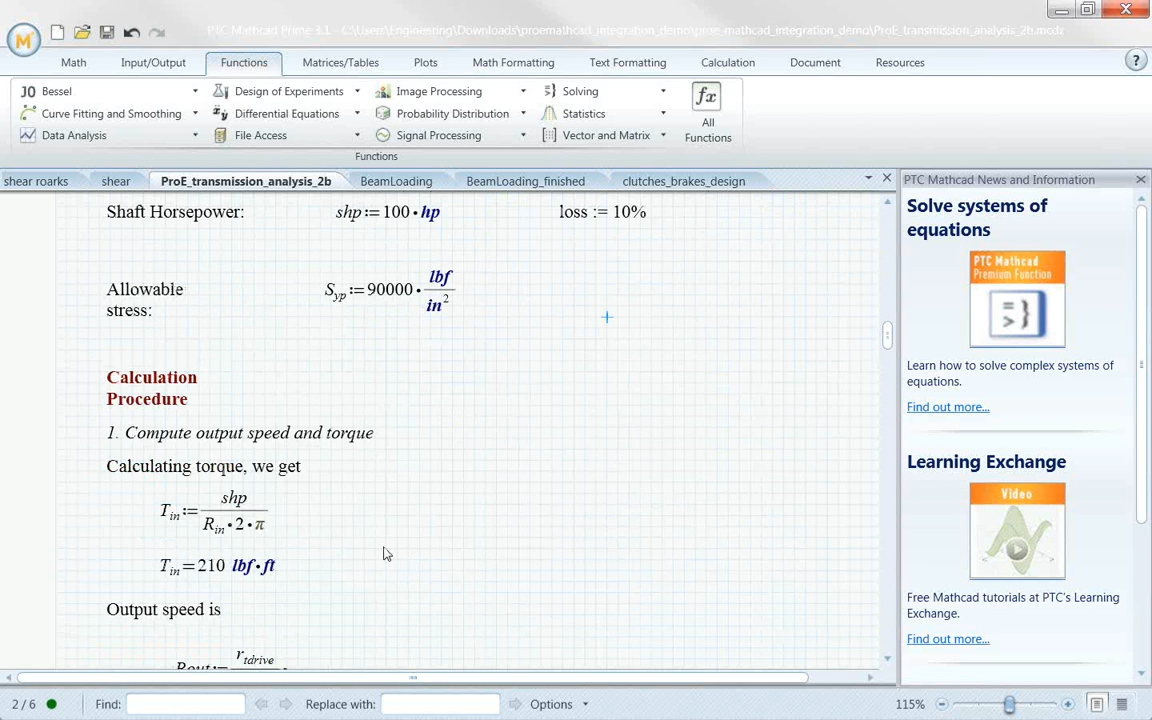 PTC Mathcad Prime 3.1 - C:\Users\Engineering\Downloads\proemathcad_integration_demo\proe_mathcad_integration_demo\ProE_transmission_analysis_2b.mcdx
Math Input/Output Functions Matrices/Tables Plots Math Formatting Text Formatting Calculation Document Resources
Bessel Design of Experiments Image Processing Solving
Curve Fitting and Smoothing Differential Equations Probability Distribution Statistics
Data Analysis File Access Signal Processing Vector and Matrix
All
Functions
Functions
shear roarks shear ProE_transmission_analysis_2b BeamLoading BeamLoading_finished clutches_brakes_design
Shaft Horsepower: shp:=100•hp loss := 10%
Allowable
stress:
S_yp:=90000•lbf/in²
Calculation
Procedure
1. Compute output speed and torque
Calculating torque, we get
T_in:=shp/(R_in•2•π)
T_in=210 lbf•ft
Output speed is
Rout:= r_tdrive
PTC Mathcad News and Information
Solve systems of
equations
PTC Mathcad
Premium Function
Learn how to solve complex systems of
equations.
Find out more...
Learning Exchange
Video
Free Mathcad tutorials at PTC's Learning
Exchange.
Find out more...
2 / 6 Find: Replace with: Options 115%